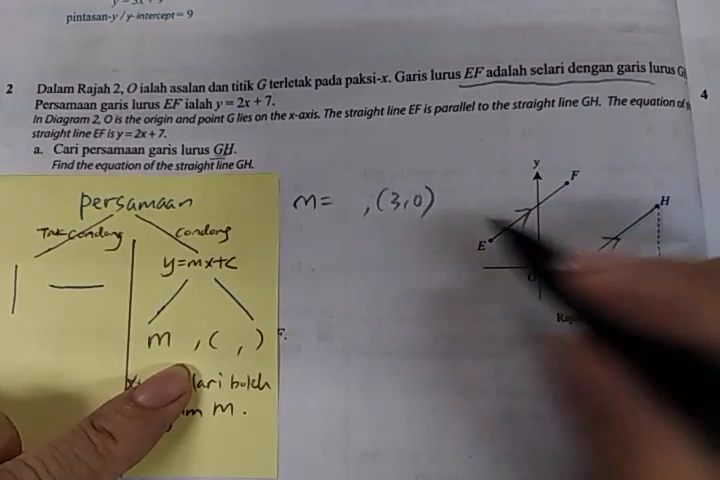 pintasan-y / y-intercept = 9
2 Dalam Rajah 2, O ialah asalan dan titik G terletak pada paksi-x. Garis lurus EF adalah selari dengan garis lurus
Persamaan garis lurus EF ialah y = 2x + 7.
In Diagram 2, O is the origin and point G lies on the x-axis. The straight line EF is parallel to the straight line GH. The equation of
straight line EF is y = 2x + 7.
a. Cari persamaan garis lurus GH.
Find the equation of the straight line GH.
4
persamaan
Tak condong
condong
y=mx+c
m , ( , )
boleh
m.
m= , (3,0)
y
F
E
H